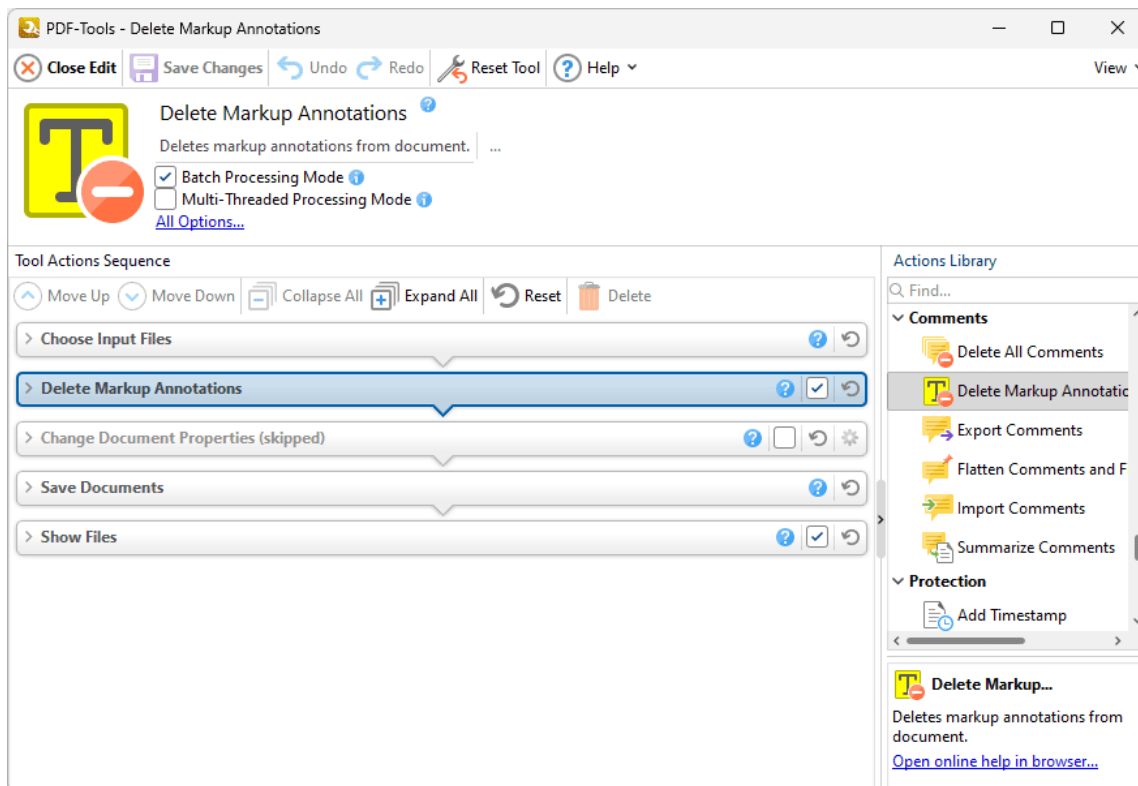 PDF-Tools - Delete Markup Annotations
Close Edit Save Changes Undo Redo Reset Tool ? Help View
Delete Markup Annotations ?
Deletes markup annotations from document. ...
Batch Processing Mode i
Multi-Threaded Processing Mode i
All Options...
Tool Actions Sequence
Move Up Move Down Collapse All Expand All Reset Delete
Choose Input Files ?
Delete Markup Annotations ?
Change Document Properties (skipped) ?
Save Documents ?
Show Files ?
Actions Library
Find...
Comments
Delete All Comments
Delete Markup Annotatic
Export Comments
Flatten Comments and F
Import Comments
Summarize Comments
Protection
Add Timestamp
Delete Markup...
Deletes markup annotations from
document.
Open online help in browser...